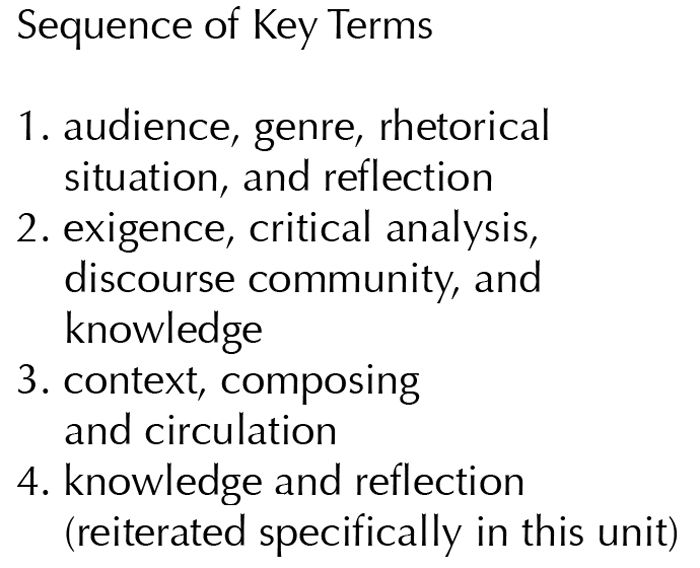 Sequence of Key Terms
1. audience, genre, rhetorical
situation, and reflection
2. exigence, critical analysis,
discourse community, and
knowledge
3. context, composing
and circulation
4. knowledge and reflection
(reiterated specifically in this unit)